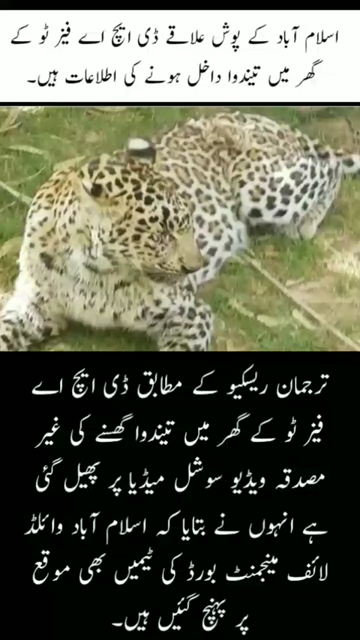 اسلام آباد کے پوش علاقے ڈی ایچ اے فیز ٹو کے
گھر میں تیندوا داخل ہونے کی اطلاعات ہیں۔
ترجمان ریسکیو کے مطابق ڈی ایچ اے
فیز ٹو کے گھر میں تیندوا گھسنے کی غیر
مصدقہ ویڈیو سوشل میڈیا پر پھیل گئی
ہے انہوں نے بتایا کہ اسلام آباد وائلڈ
لائف مینجمنٹ بورڈ کی ٹیمیں بھی موقع
پر پہنچ گئیں ہیں۔